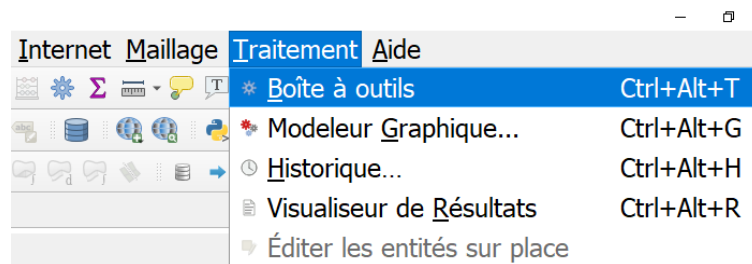 Internet Maillage Traitement Aide
Boîte à outils Ctrl+Alt+T
Modeleur Graphique... Ctrl+Alt+G
Historique... Ctrl+Alt+H
Visualiseur de Résultats Ctrl+Alt+R
Éditer les entités sur place